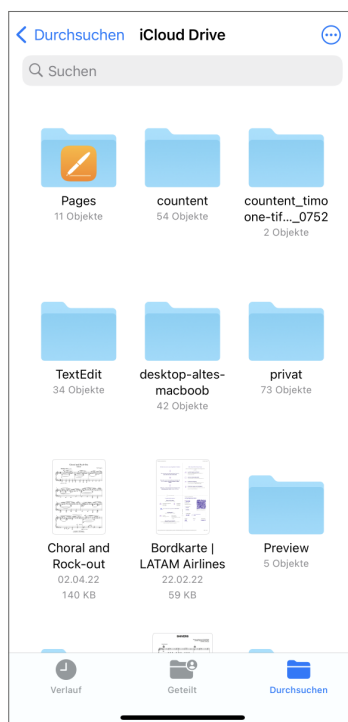 Durchsuchen iCloud Drive
Suchen
Pages countent countent_timo
11 Objekte 54 Objekte one-tif..._0752
2 Objekte
TextEdit desktop-altes- privat
34 Objekte macboob 73 Objekte
42 Objekte
Choral and Bordkarte | Preview
Rock-out LATAM Airlines 5 Objekte
02.04.22 22.02.22
140 KB 59 KB
Verlauf Geteilt Durchsuchen